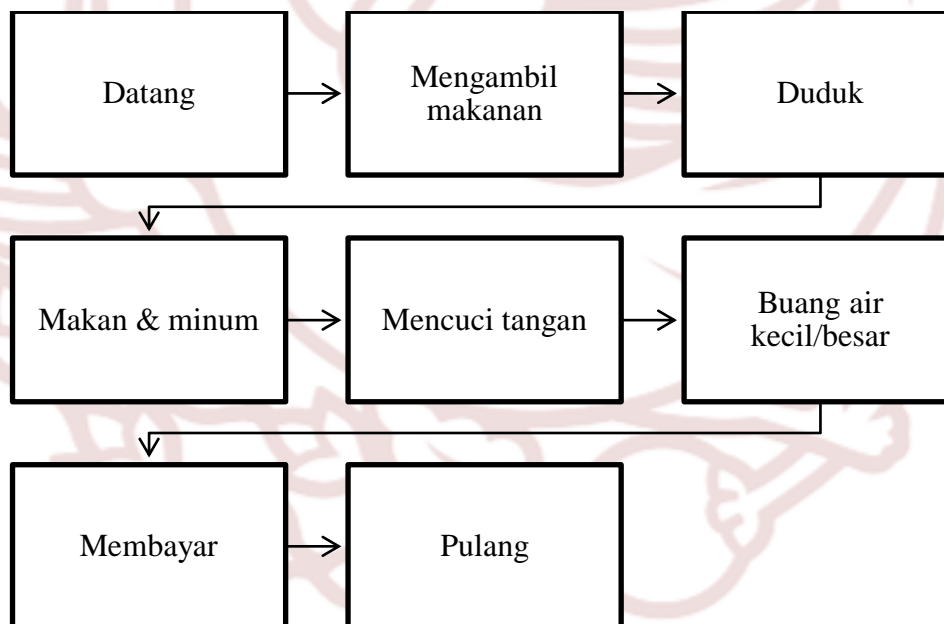 Datang
Mengambil
makanan
Duduk
Makan & minum
Mencuci tangan
Buang air
kecil/besar
Membayar
Pulang